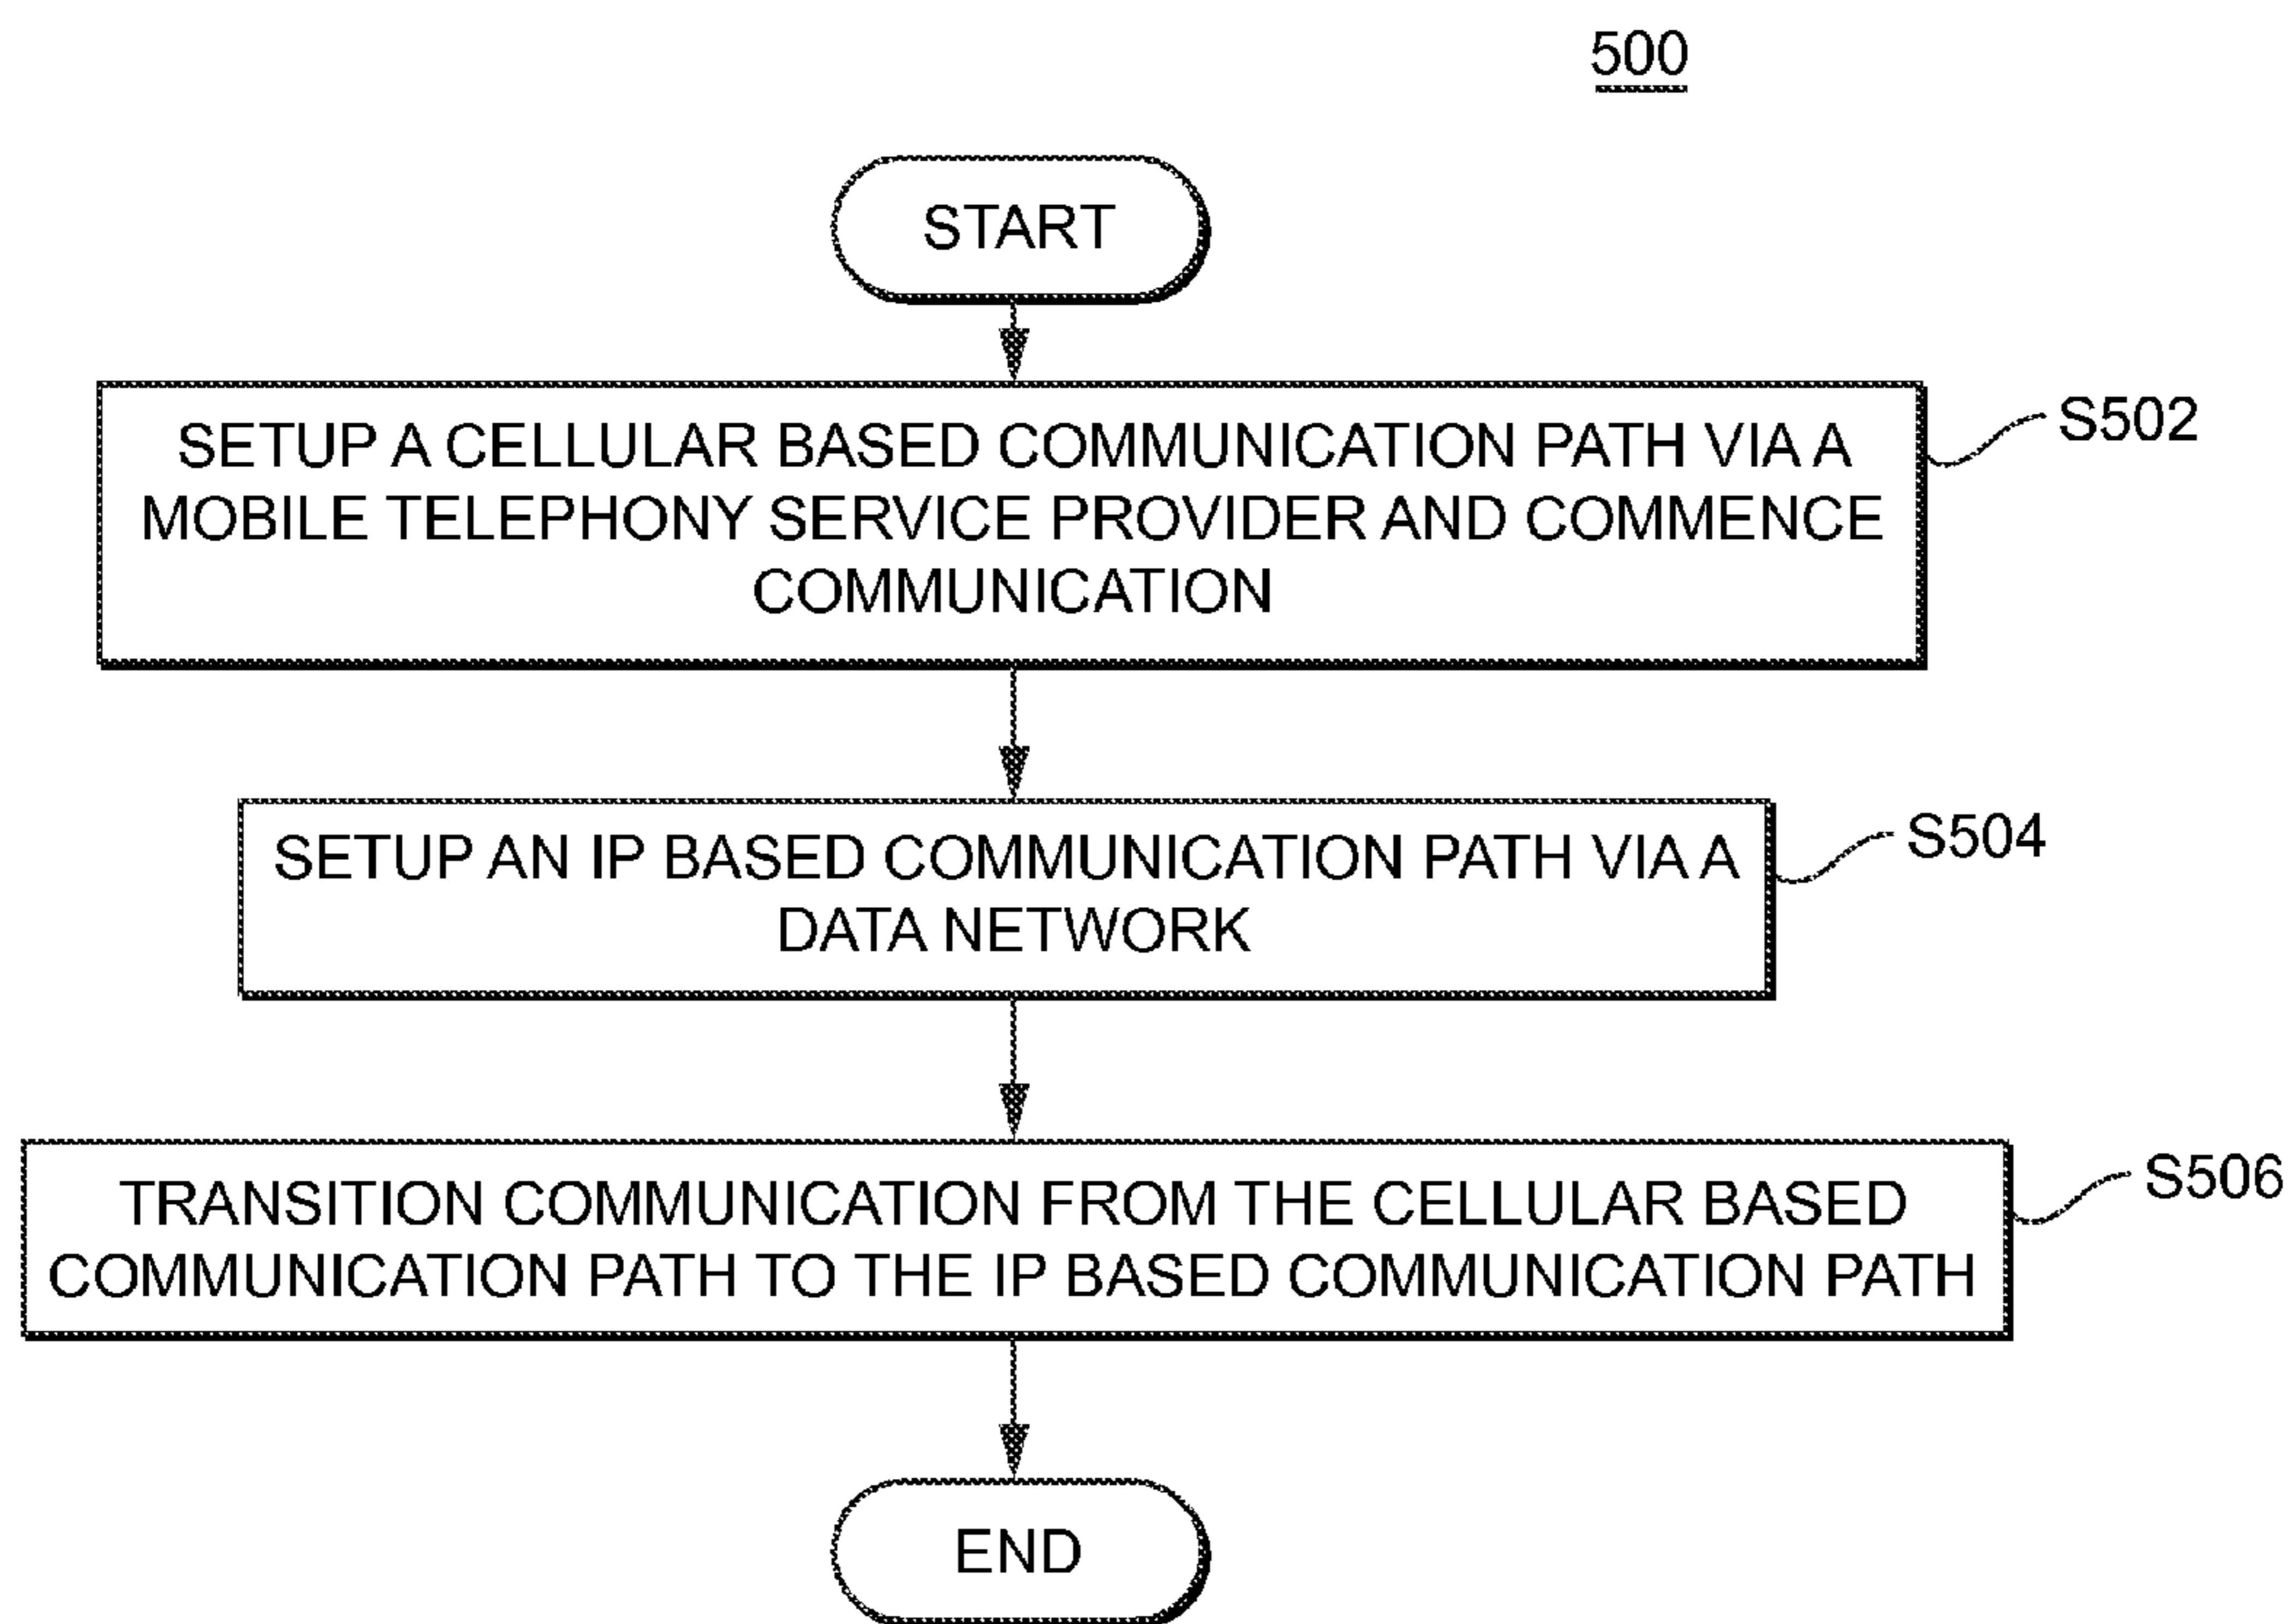 500
START
SETUP A CELLULAR BASED COMMUNICATION PATH VIA A
MOBILE TELEPHONY SERVICE PROVIDER AND COMMENCE
COMMUNICATION
S502
SETUP AN IP BASED COMMUNICATION PATH VIA A
DATA NETWORK
S504
TRANSITION COMMUNICATION FROM THE CELLULAR BASED
COMMUNICATION PATH TO THE IP BASED COMMUNICATION PATH
S506
END